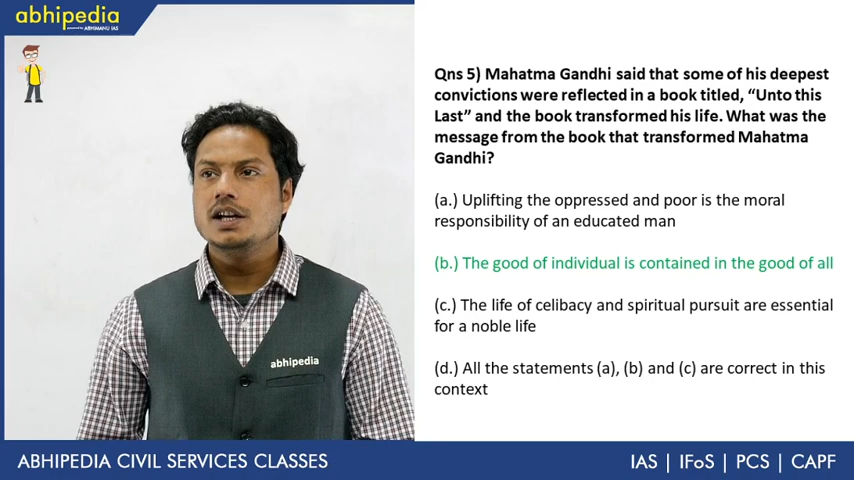 abhipedia
powered by ABHIMANU IAS
Qns 5) Mahatma Gandhi said that some of his deepest
convictions were reflected in a book titled, “Unto this
Last” and the book transformed his life. What was the
message from the book that transformed Mahatma
Gandhi?
(a.) Uplifting the oppressed and poor is the moral
responsibility of an educated man
(b.) The good of individual is contained in the good of all
(c.) The life of celibacy and spiritual pursuit are essential
for a noble life
(d.) All the statements (a), (b) and (c) are correct in this
context
abhipedia
ABHIPEDIA CIVIL SERVICES CLASSES
IAS | IFoS | PCS | CAPF